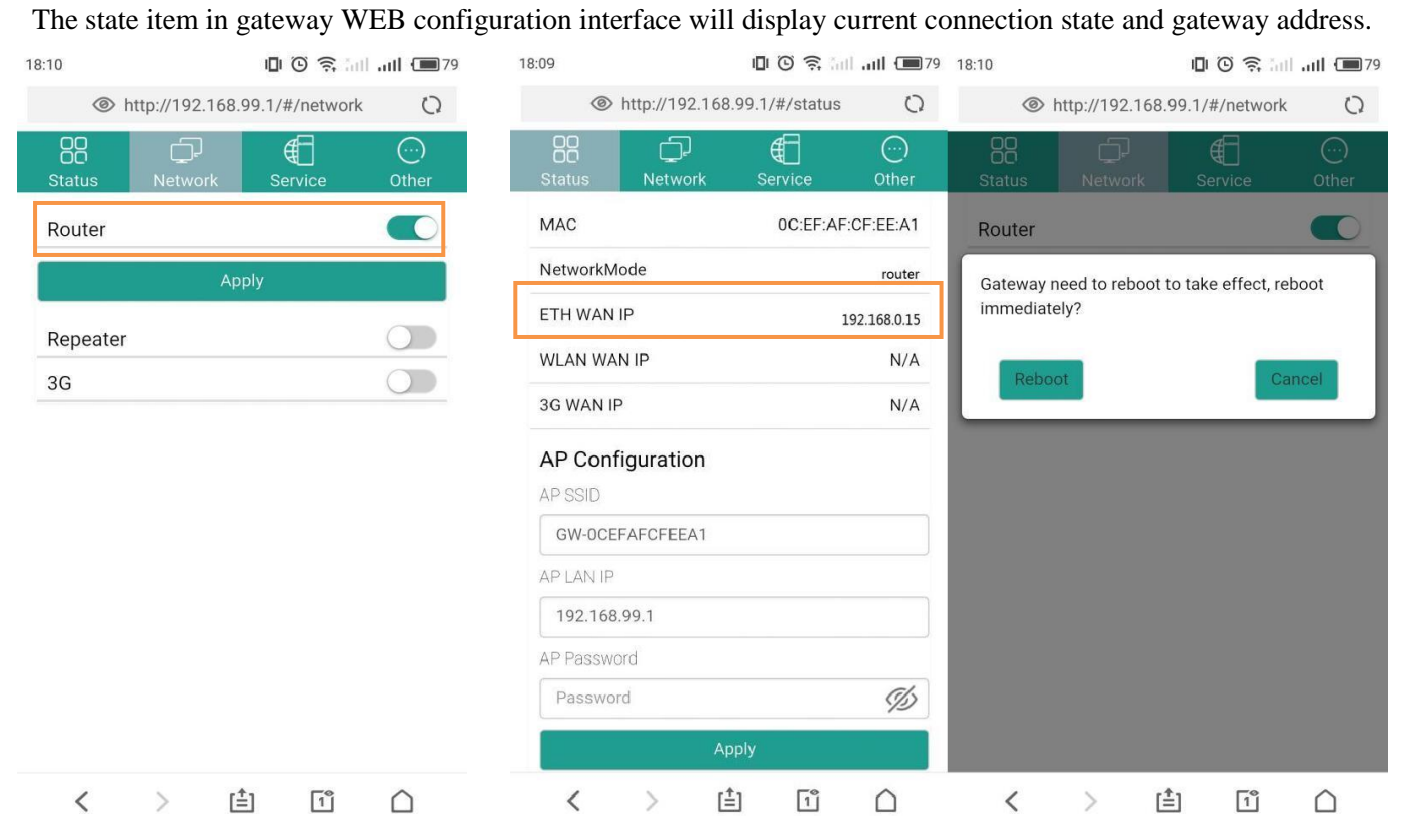 The state item in gateway WEB configuration interface will display current connection state and gateway address.
18:10
79
http://192.168.99.1/#/network
Status Network Service Other
Router
Apply
Repeater
3G
18:09
79
http://192.168.99.1/#/status
Status Network Service Other
MAC 0C:EF:AF:CF:EE:A1
NetworkMode router
ETH WAN IP 192.168.0.15
WLAN WAN IP N/A
3G WAN IP N/A
AP Configuration
AP SSID
GW-0CEFAFCFEEA1
AP LAN IP
192.168.99.1
AP Password
Password
Apply
1
1
18:10
79
http://192.168.99.1/#/network
Status Network Service Other
Router
Gateway need to reboot to take effect, reboot
immediately?
Reboot Cancel
1